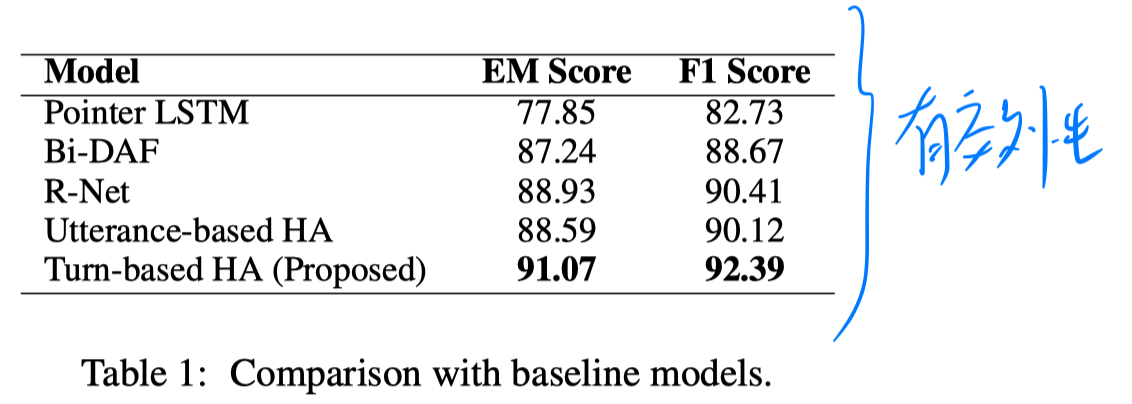 Model EM Score F1 Score
Pointer LSTM 77.85 82.73
Bi-DAF 87.24 88.67
R-Net 88.93 90.41
Utterance-based HA 88.59 90.12
Turn-based HA (Proposed) 91.07 92.39
有效性
Table 1: Comparison with baseline models.